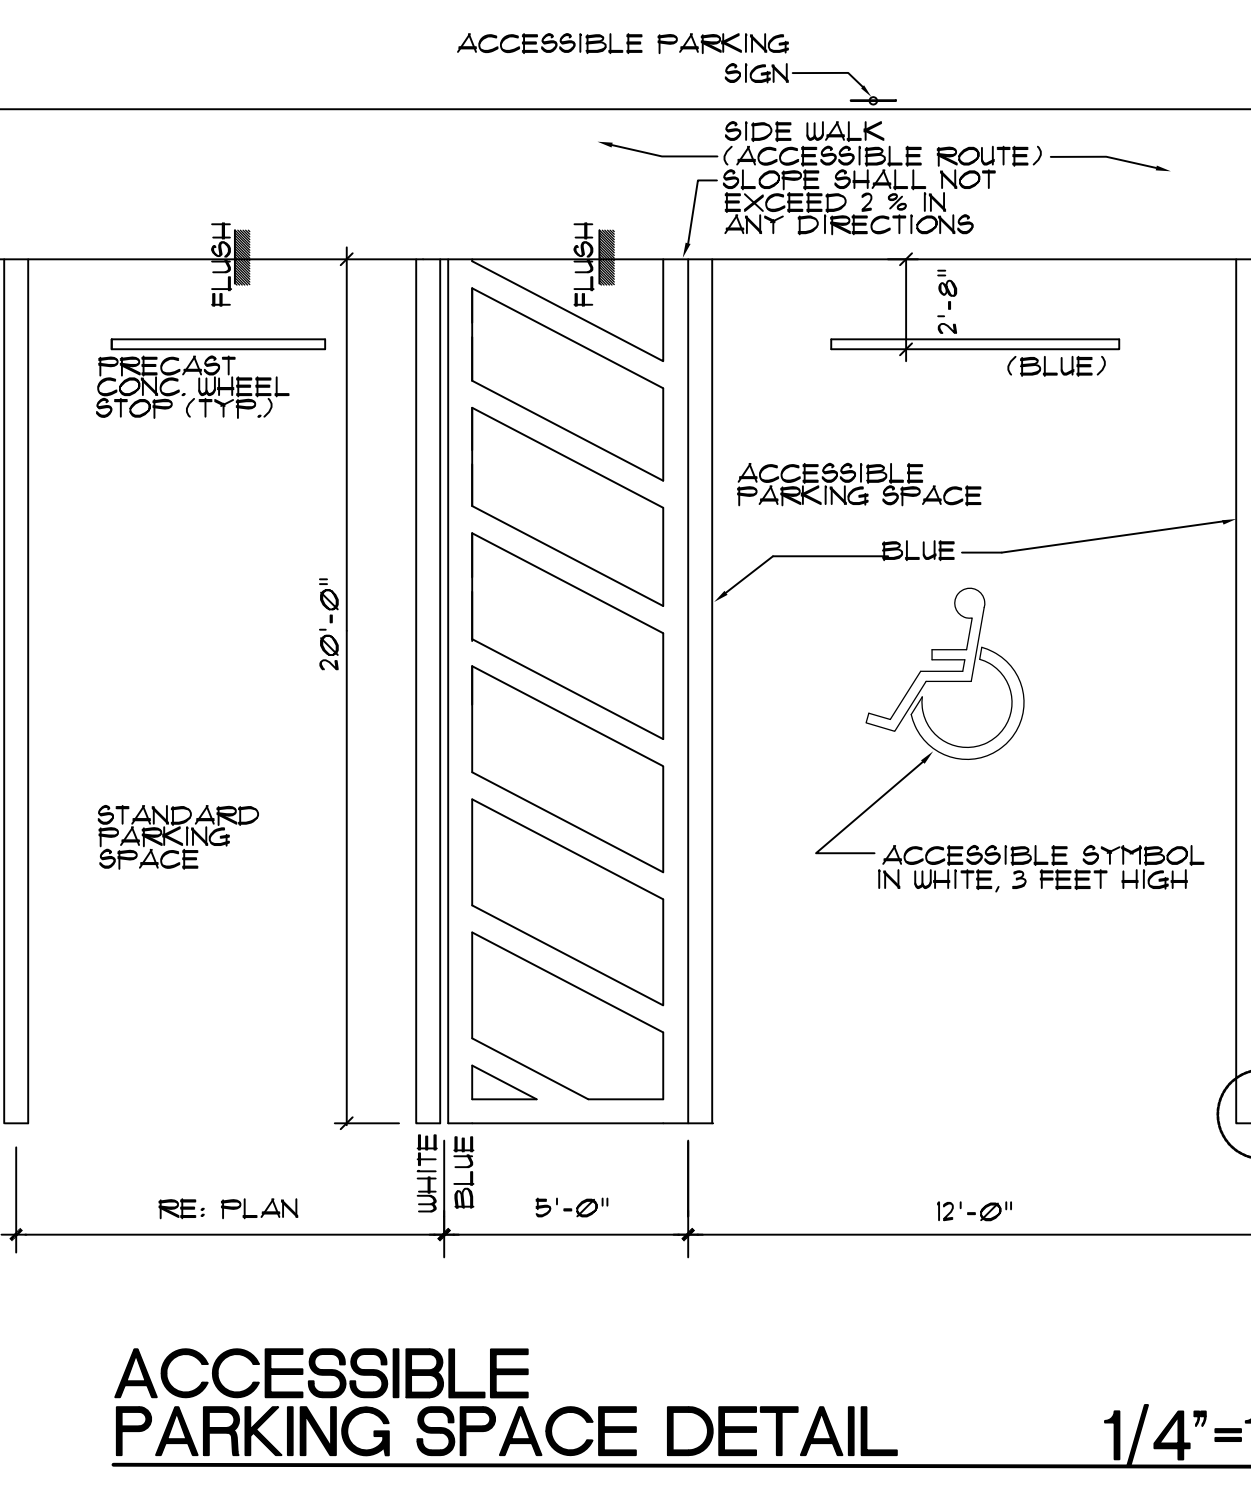 ACCESSIBLE PARKING
SIGN
SIDE WALK
(ACCESSIBLE ROUTE)
SLOPE SHALL NOT
EXCEED 2 % IN
ANY DIRECTIONS
FLUSH
FLUSH
2'-8"
PRECAST
CONC. WHEEL
STOP (TYP.)
(BLUE)
ACCESSIBLE
PARKING SPACE
BLUE
20'-0"
STANDARD
PARKING
SPACE
ACCESSIBLE SYMBOL
IN WHITE, 3 FEET HIGH
WHITE
BLUE
RE: PLAN
5'-0"
12'-0"
ACCESSIBLE
PARKING SPACE DETAIL
1/4"=